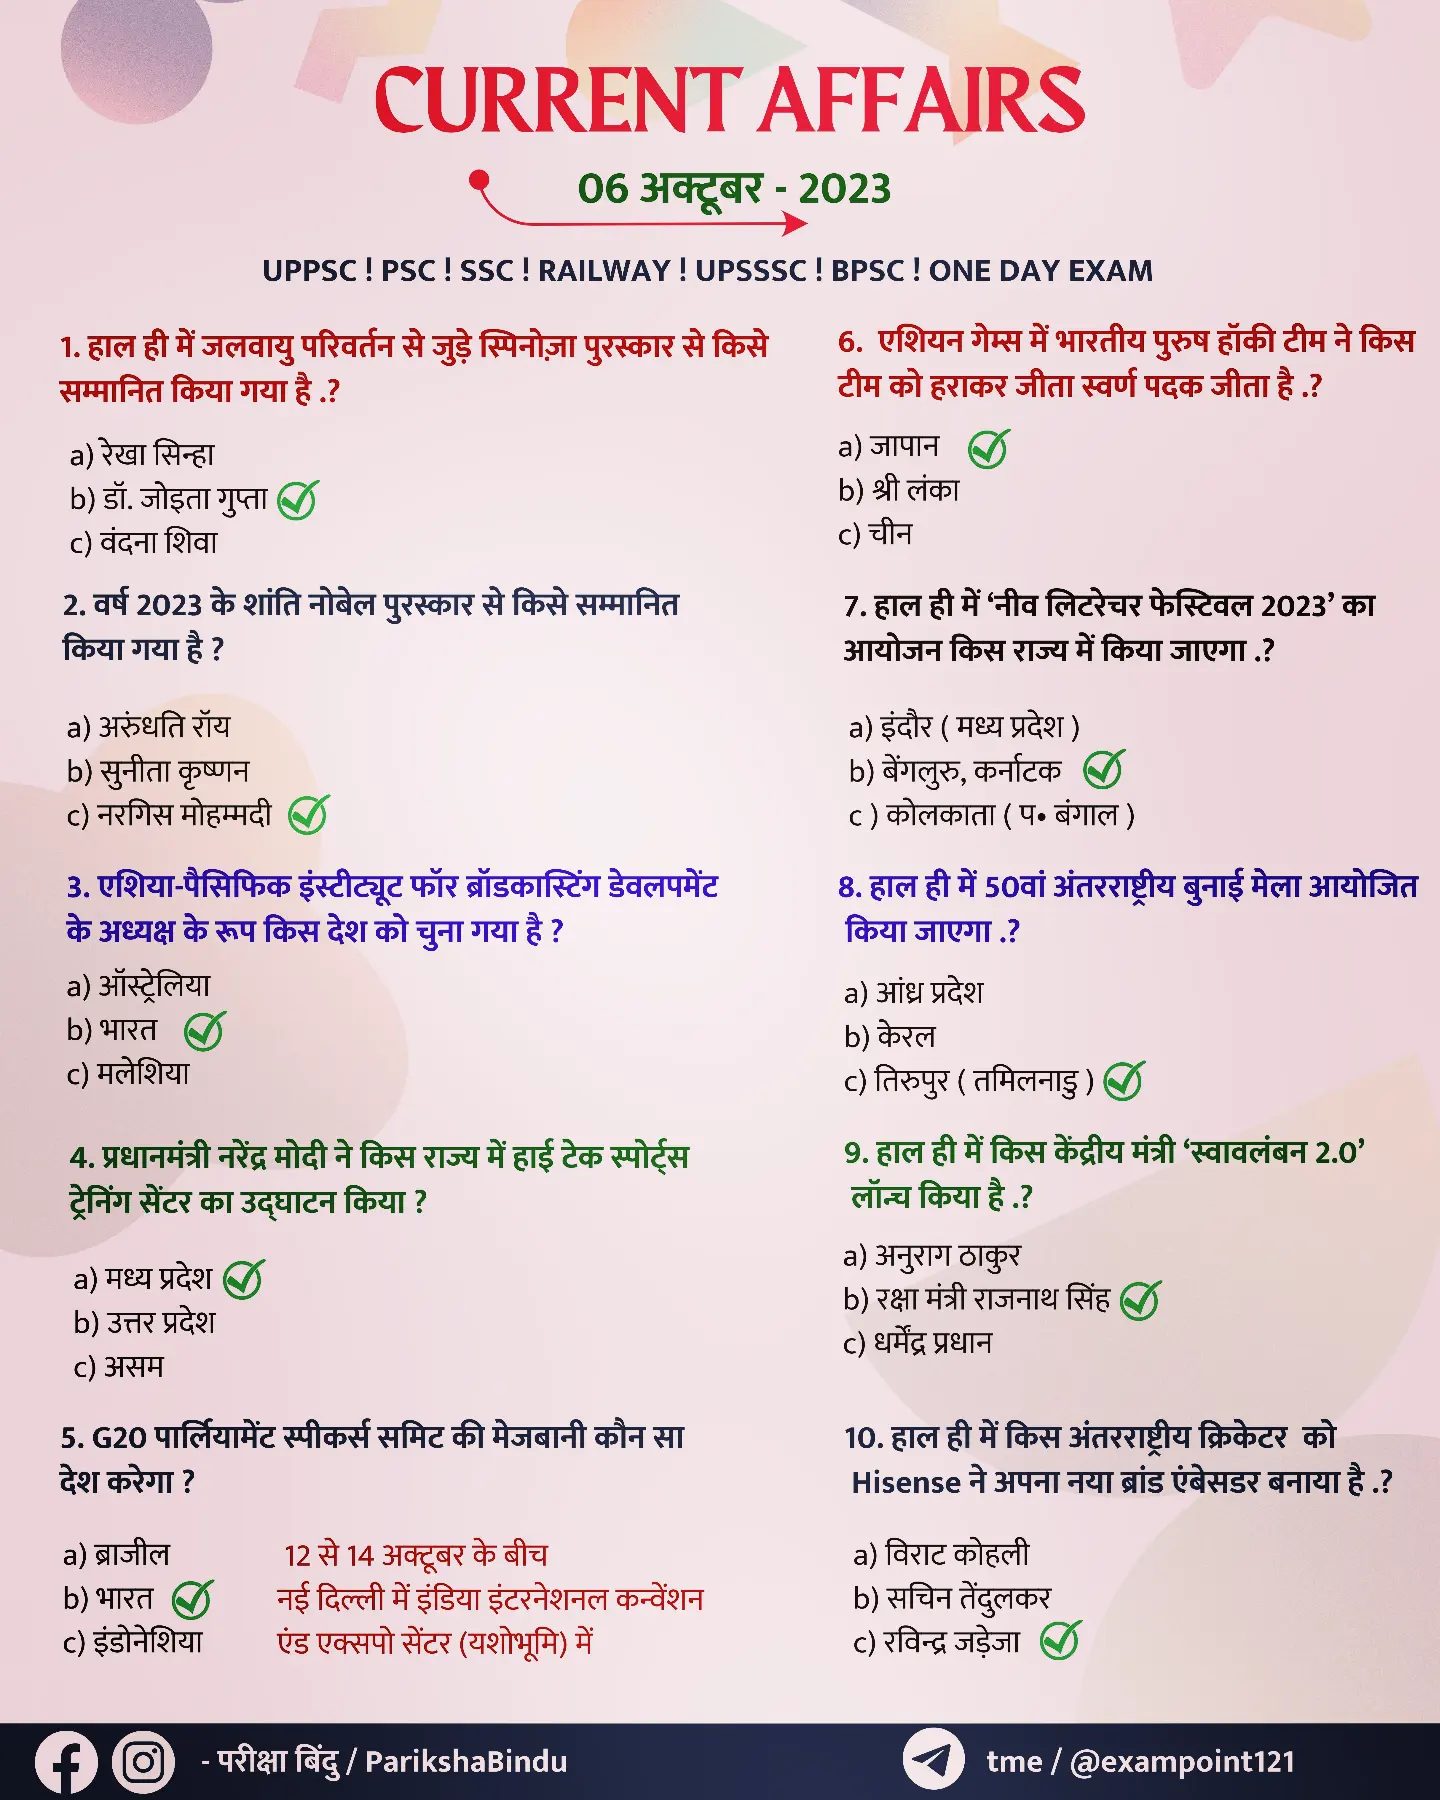 CURRENT AFFAIRS
06 अक्टूबर - 2023
UPPSC ! PSC ! SSC ! RAILWAY ! UPSSSC ! BPSC ! ONE DAY EXAM
1. हाल ही में जलवायु परिवर्तन से जुड़े स्पिनोज़ा पुरस्कार से किसे
सम्मानित किया गया है .?
a) रेखा सिन्हा
b) डॉ. जोइता गुप्ता
c) वंदना शिवा
2. वर्ष 2023 के शांति नोबेल पुरस्कार से किसे सम्मानित
किया गया है ?
a) अरुंधति रॉय
b) सुनीता कृष्णन
c) नरगिस मोहम्मदी
3. एशिया-पैसिफिक इंस्टीट्यूट फॉर ब्रॉडकास्टिंग डेवलपमेंट
के अध्यक्ष के रूप किस देश को चुना गया है ?
a) ऑस्ट्रेलिया
b) भारत
c) मलेशिया
4. प्रधानमंत्री नरेंद्र मोदी ने किस राज्य में हाई टेक स्पोर्ट्स
ट्रेनिंग सेंटर का उद्घाटन किया ?
a) मध्य प्रदेश
b) उत्तर प्रदेश
c) असम
5. G20 पार्लियामेंट स्पीकर्स समिट की मेजबानी कौन सा
देश करेगा ?
a) ब्राजील
b) भारत
c) इंडोनेशिया
12 से 14 अक्टूबर के बीच
नई दिल्ली में इंडिया इंटरनेशनल कन्वेंशन
एंड एक्सपो सेंटर (यशोभूमि) में
6. एशियन गेम्स में भारतीय पुरुष हॉकी टीम ने किस
टीम को हराकर जीता स्वर्ण पदक जीता है .?
a) जापान
b) श्री लंका
c) चीन
7. हाल ही में ‘नीव लिटरेचर फेस्टिवल 2023’ का
आयोजन किस राज्य में किया जाएगा .?
a) इंदौर ( मध्य प्रदेश )
b) बेंगलुरु, कर्नाटक
c ) कोलकाता ( प• बंगाल )
8. हाल ही में 50वां अंतरराष्ट्रीय बुनाई मेला आयोजित
किया जाएगा .?
a) आंध्र प्रदेश
b) केरल
c) तिरुपुर ( तमिलनाडु )
9. हाल ही में किस केंद्रीय मंत्री ‘स्वावलंबन 2.0’
लॉन्च किया है .?
a) अनुराग ठाकुर
b) रक्षा मंत्री राजनाथ सिंह
c) धर्मेंद्र प्रधान
10. हाल ही में किस अंतरराष्ट्रीय क्रिकेटर को
Hisense ने अपना नया ब्रांड एंबेसडर बनाया है .?
a) विराट कोहली
b) सचिन तेंदुलकर
c) रविन्द्र जड़ेजा
- परीक्षा बिंदु / ParikshaBindu
tme / @exampoint121